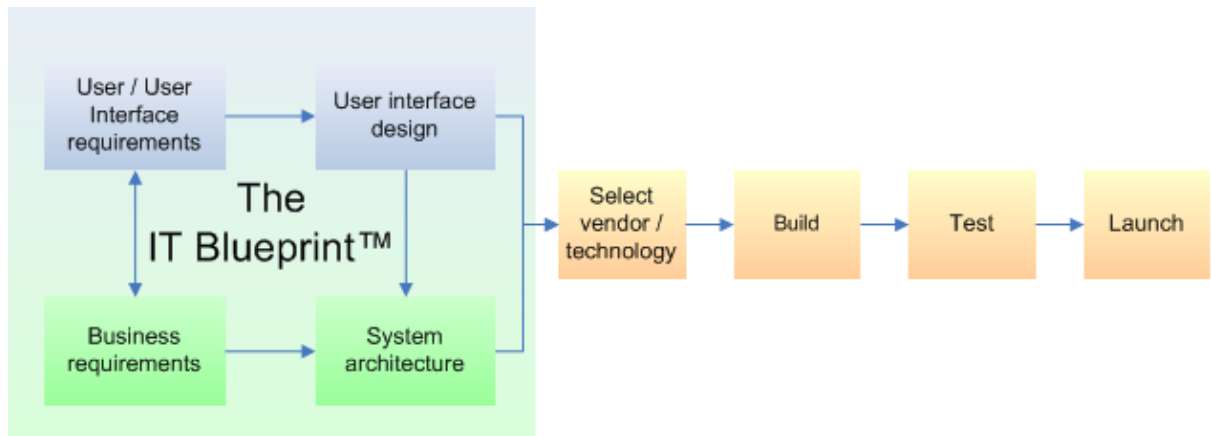 User / User
Interface
requirements
User interface
design
The
IT Blueprint™
Business
requirements
System
architecture
Select
vendor /
technology
Build
Test
Launch